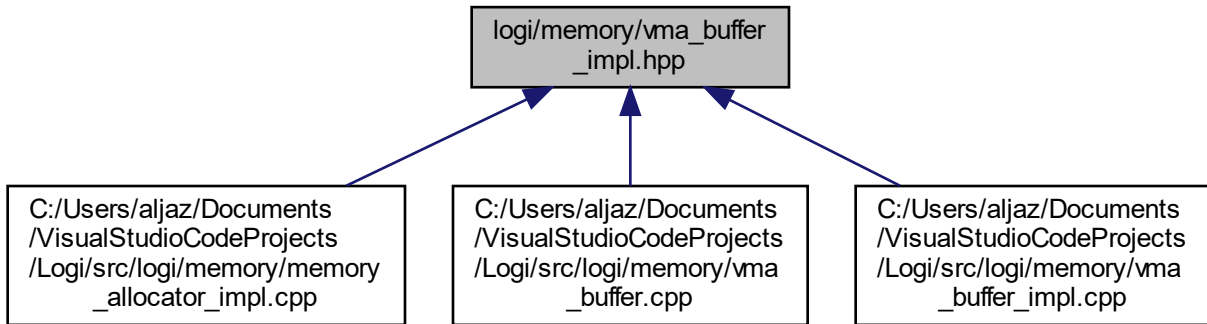 logi/memory/vma_buffer
_impl.hpp
C:/Users/aljaz/Documents
/VisualStudioCodeProjects
/Logi/src/logi/memory/memory
_allocator_impl.cpp
C:/Users/aljaz/Documents
/VisualStudioCodeProjects
/Logi/src/logi/memory/vma
_buffer.cpp
C:/Users/aljaz/Documents
/VisualStudioCodeProjects
/Logi/src/logi/memory/vma
_buffer_impl.cpp